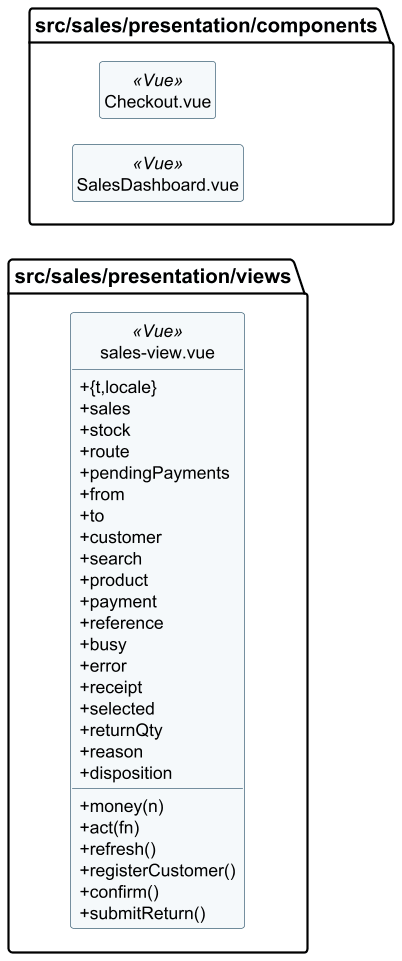 src/sales/presentation/components
«Vue»
Checkout.vue
«Vue»
SalesDashboard.vue
src/sales/presentation/views
«Vue»
sales-view.vue
+{t,locale}
+sales
+stock
+route
+pendingPayments
+from
+to
+customer
+search
+product
+payment
+reference
+busy
+error
+receipt
+selected
+returnQty
+reason
+disposition
+money(n)
+act(fn)
+refresh()
+registerCustomer()
+confirm()
+submitReturn()